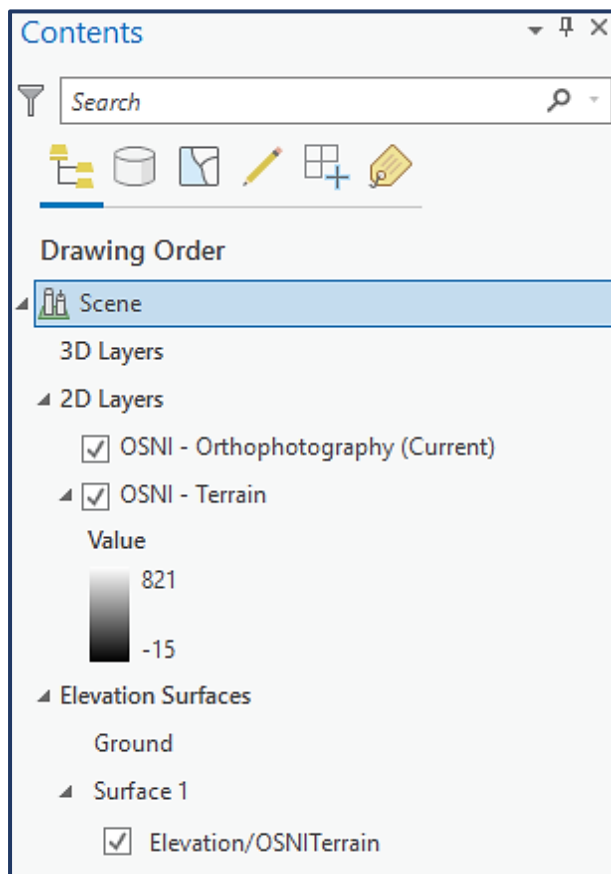 Contents
Search
Drawing Order
Scene
3D Layers
2D Layers
OSNI - Orthophotography (Current)
OSNI - Terrain
Value
821
-15
Elevation Surfaces
Ground
Surface 1
Elevation/OSNITerrain